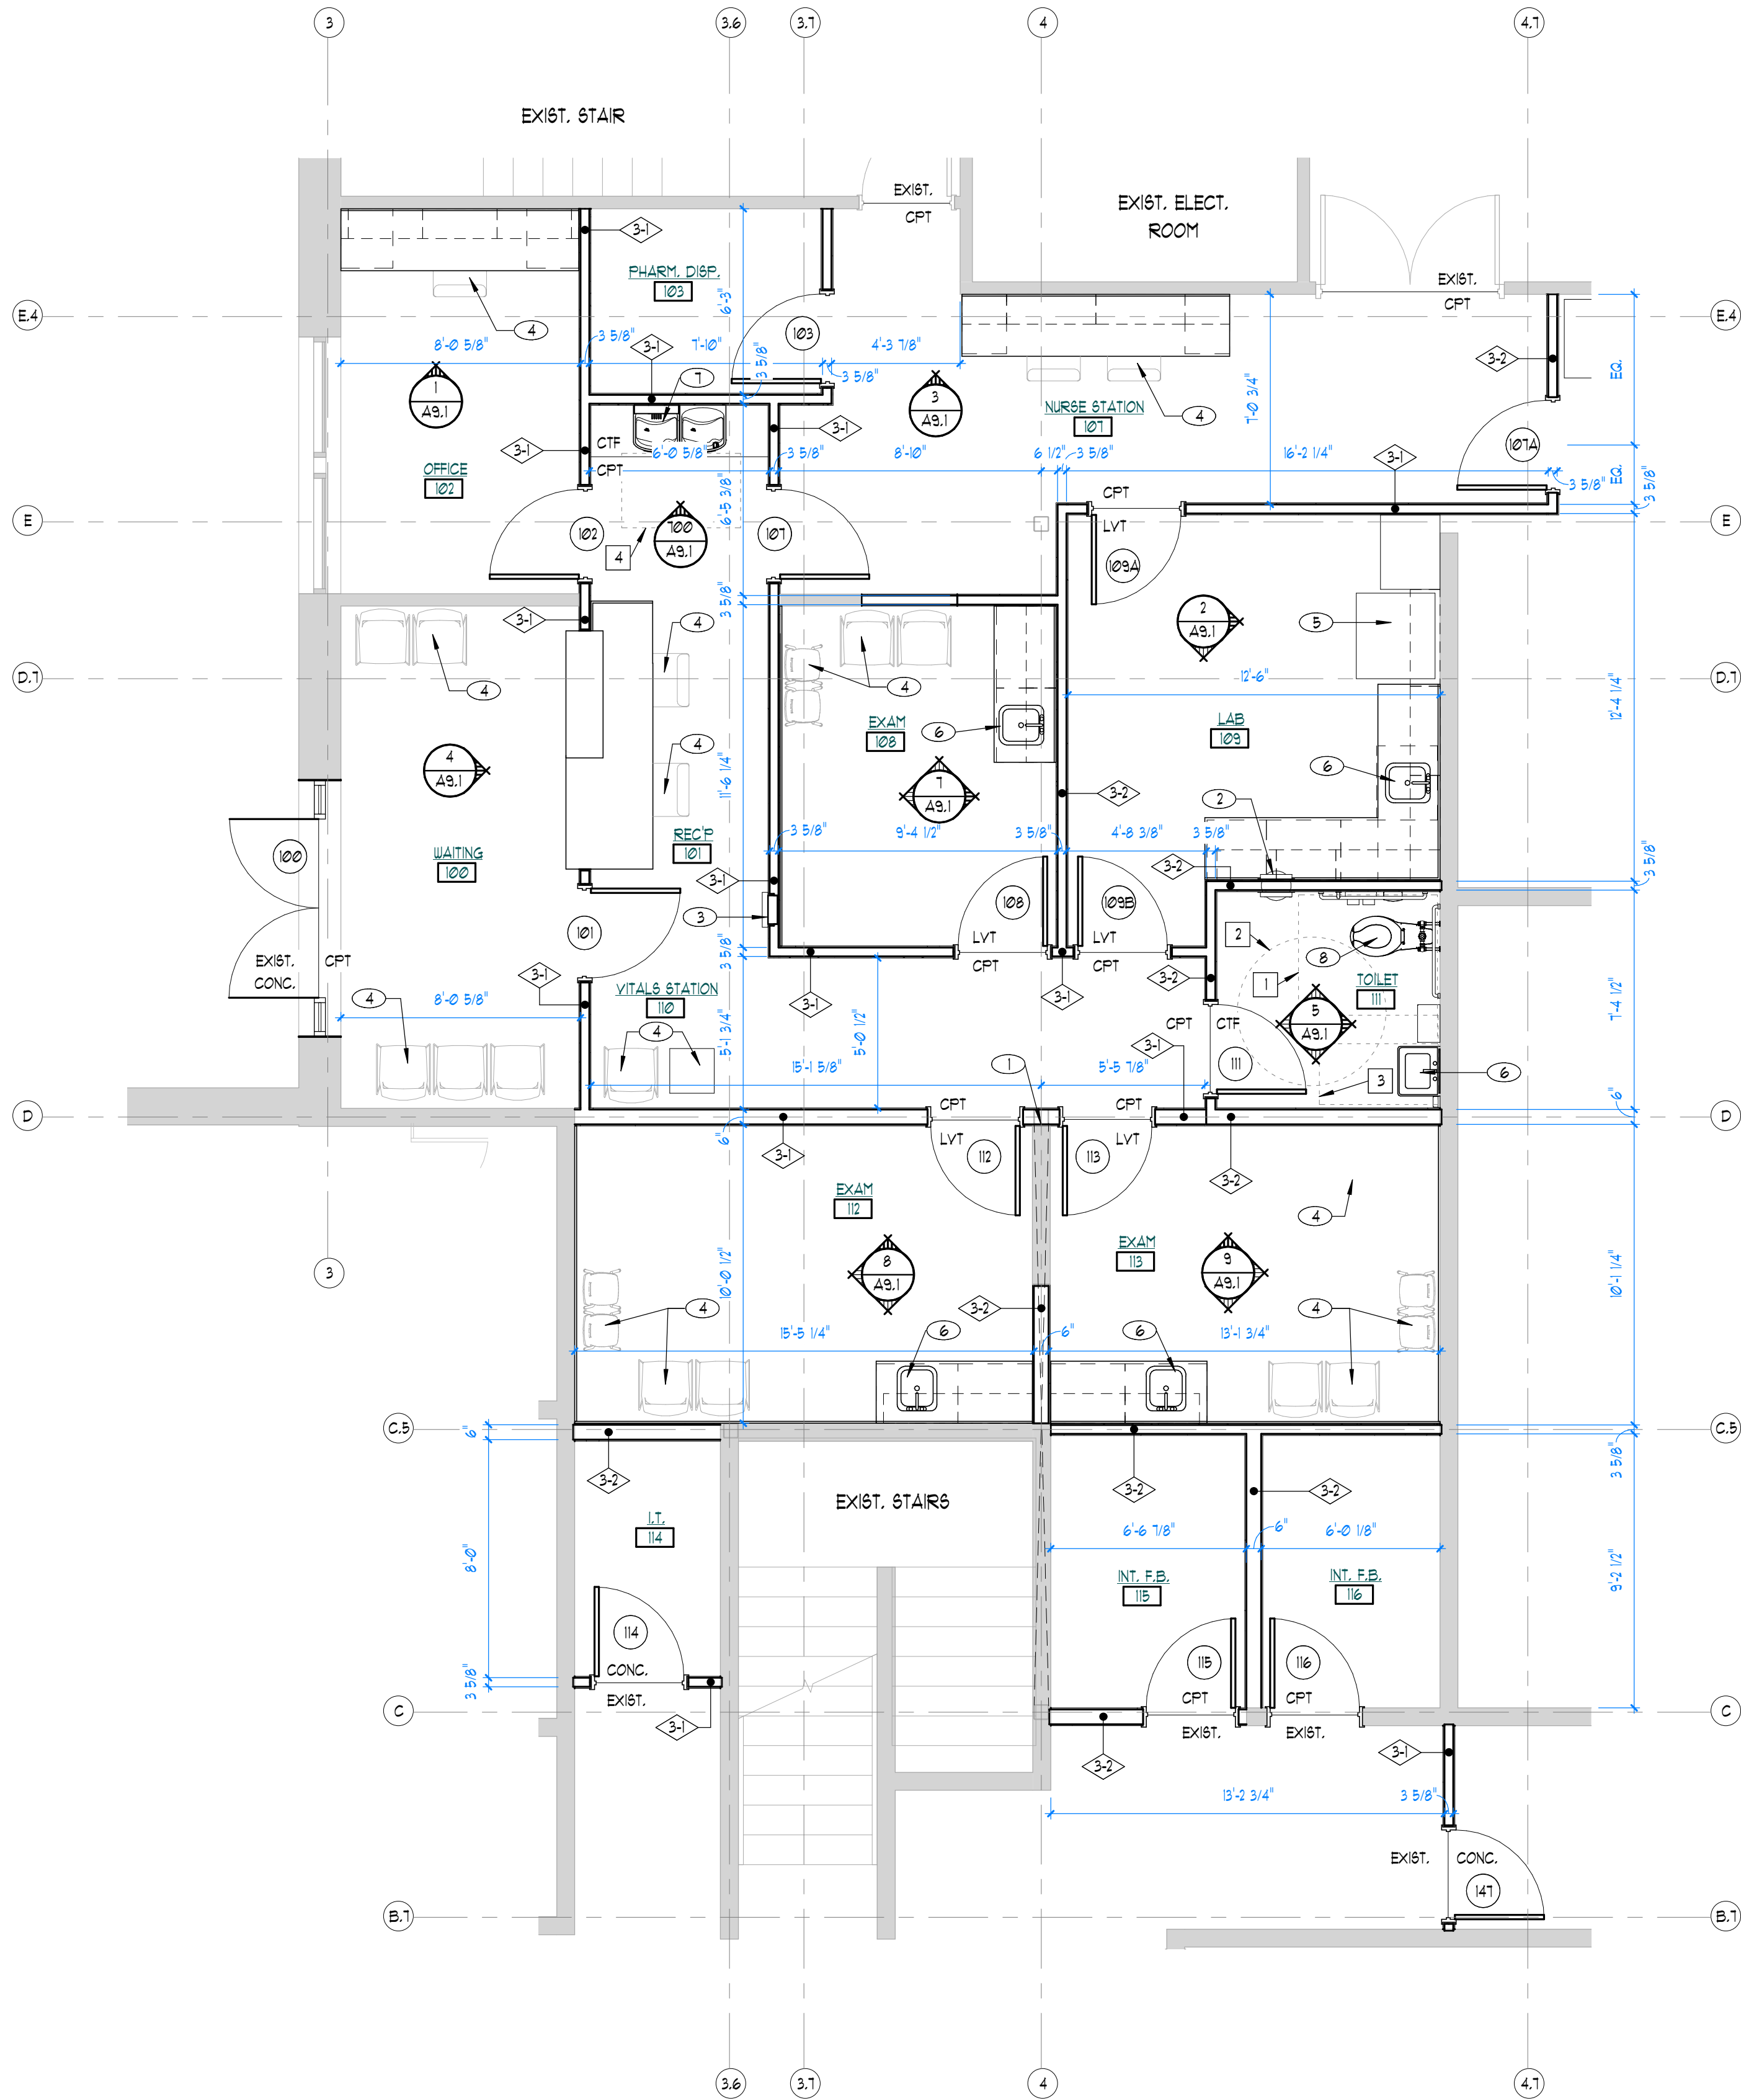 3
3.6
3.7
4
4.7
EXIST. STAIR
EXIST.
CPT
EXIST. ELECT.
ROOM
3-1
PHARM. DISP.
103
6'-3"
EXIST.
CPT
E.4
E.4
4
103
8'-0 5/8"
3 5/8"
3-1
7'-10"
3 5/8"
4'-3 7/8"
3 5/8"
3-2
EQ.
1
A9.1
7
3
A9.1
NURSE STATION
107
4
7'-0 3/4"
3-1
CTF
CPT
3-1
6'-0 5/8"
3 5/8"
8'-10"
6 1/2"
3 5/8"
16'-2 1/4"
3-1
107A
3 5/8"
EQ.
3 5/8"
OFFICE
102
6'-5 3/8"
CPT
LVT
E
E
102
100
A9.1
4
107
109A
3 5/8"
3-1
4
2
A9.1
5
D.7
D.7
4
4
12'-6"
12'-4 1/4"
EXAM
108
6
LAB
109
4
A9.1
4
11'-6 1/4"
7
A9.1
3-2
2
6
WAITING
100
REC'P
101
3 5/8"
9'-4 1/2"
3 5/8"
4'-8 3/8"
3 5/8"
3-2
3 5/8"
100
3-1
3
108
109B
101
LVT
CPT
LVT
CPT
2
8
EXIST.
CONC.
CPT
3 5/8"
3-1
VITALS STATION
110
4
8'-0 5/8"
3-1
3-1
3-2
1
TOILET
111
7'-4 1/2"
4
5'-1 3/4"
5'-0 1/2"
CPT
CTF
5
A9.1
3-1
15'-1 5/8"
1
5'-5 7/8"
111
3
6
D
D
CPT
CPT
6"
6"
3-1
LVT
LVT
112
113
3-2
EXAM
112
4
EXAM
113
3
8
A9.1
9
A9.1
10'-0 1/2"
10'-1 1/4"
4
3-2
4
15'-5 1/4"
6
6"
6
13'-1 3/4"
C.5
C.5
6"
3-2
3-2
3-2
3 5/8"
EXIST. STAIRS
I.T.
114
6'-6 7/8"
6"
6'-0 1/8"
8'-0"
INT. F.B.
115
INT. F.B.
116
9'-2 1/2"
114
CONC.
EXIST.
115
116
CPT
CPT
3 5/8"
C
C
3-1
EXIST.
EXIST.
3-2
3-1
13'-2 3/4"
3 5/8"
EXIST.
CONC.
147
B.7
B.7
3.6
3.7
4
4.7